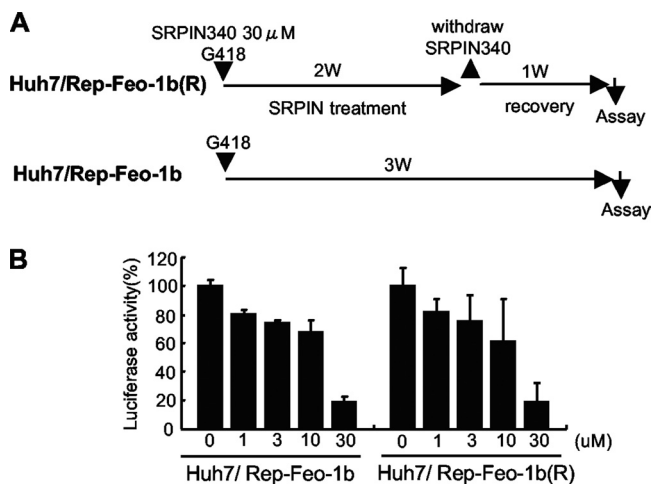 A
SRPIN340 30 μM
G418
withdraw
SRPIN340
Huh7/Rep-Feo-1b(R)
2W
1W
SRPIN treatment
recovery
Assay
G418
Huh7/Rep-Feo-1b
3W
Assay
B
Luciferase activity(%)
120
100
80
60
40
20
0
0 1 3 10 30 0 1 3 10 30 (uM)
Huh7/ Rep-Feo-1b Huh7/ Rep-Feo-1b(R)